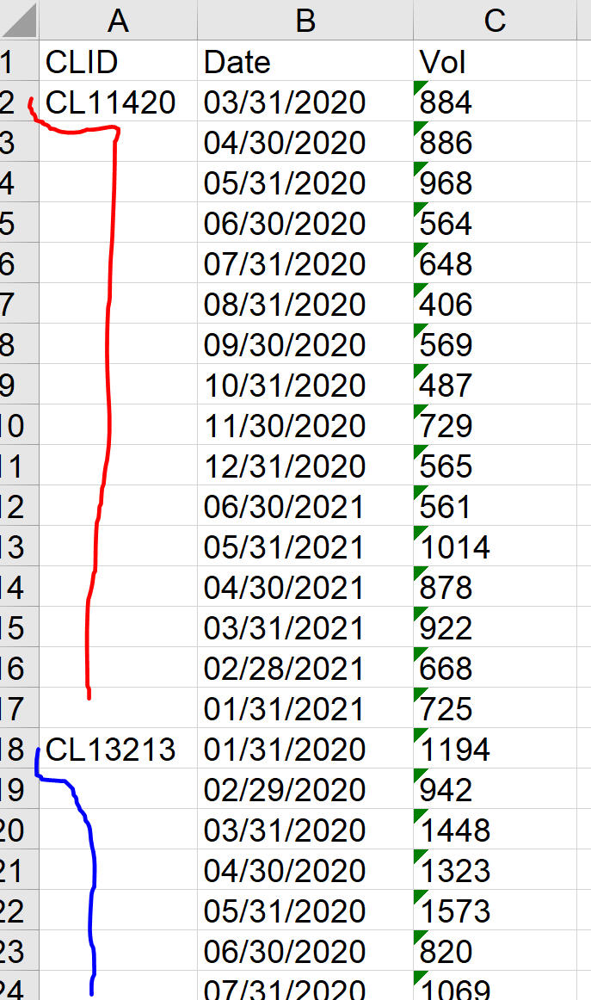 A B C
1 CLID Date Vol
2 CL11420 03/31/2020 884
3 04/30/2020 886
4 05/31/2020 968
5 06/30/2020 564
6 07/31/2020 648
7 08/31/2020 406
8 09/30/2020 569
9 10/31/2020 487
10 11/30/2020 729
11 12/31/2020 565
12 06/30/2021 561
13 05/31/2021 1014
14 04/30/2021 878
15 03/31/2021 922
16 02/28/2021 668
17 01/31/2021 725
18 CL13213 01/31/2020 1194
19 02/29/2020 942
20 03/31/2020 1448
21 04/30/2020 1323
22 05/31/2020 1573
23 06/30/2020 820
24 07/31/2020 1069